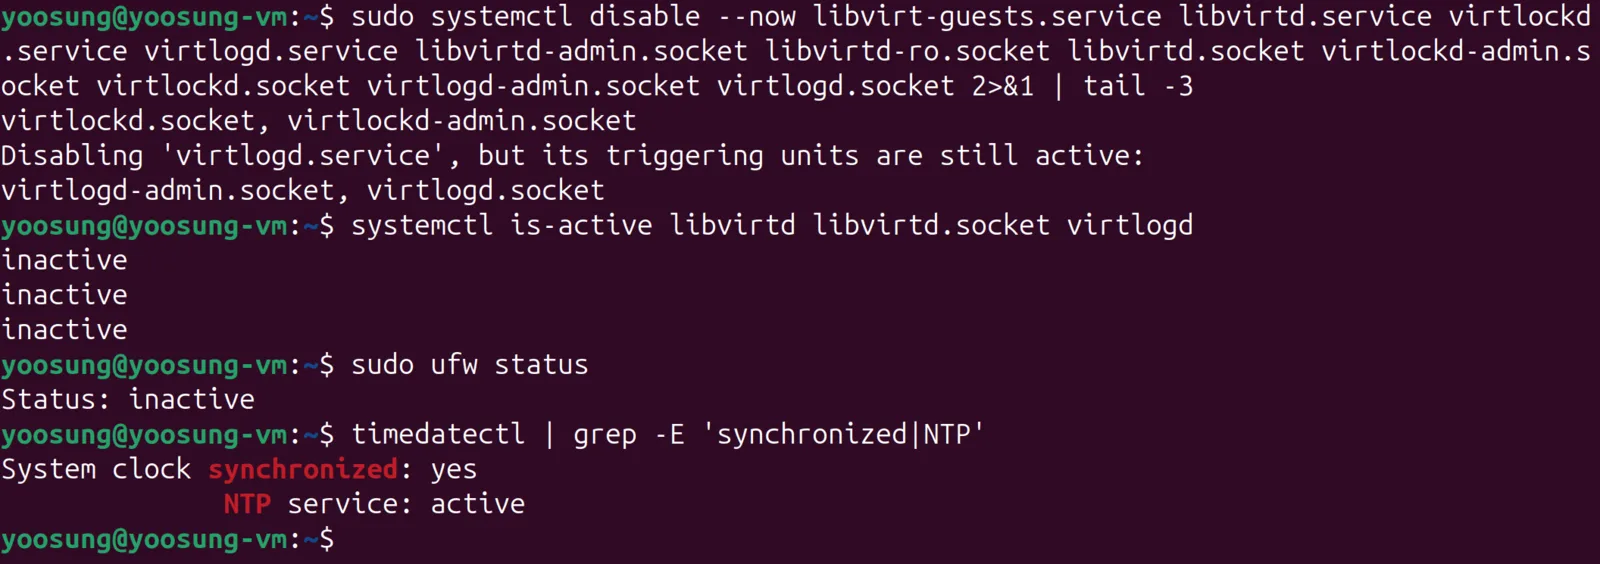 yoosung@yoosung-vm:~$ sudo systemctl disable --now libvirt-guests.service libvirtd.service virtlockd
.service virtlogd.service libvirtd-admin.socket libvirtd-ro.socket libvirtd.socket virtlockd-admin.s
ocket virtlockd.socket virtlogd-admin.socket virtlogd.socket 2>&1 | tail -3
virtlockd.socket, virtlockd-admin.socket
Disabling 'virtlogd.service', but its triggering units are still active:
virtlogd-admin.socket, virtlogd.socket
yoosung@yoosung-vm:~$ systemctl is-active libvirtd libvirtd.socket virtlogd
inactive
inactive
inactive
yoosung@yoosung-vm:~$ sudo ufw status
Status: inactive
yoosung@yoosung-vm:~$ timedatectl | grep -E 'synchronized|NTP'
System clock synchronized: yes
NTP service: active
yoosung@yoosung-vm:~$